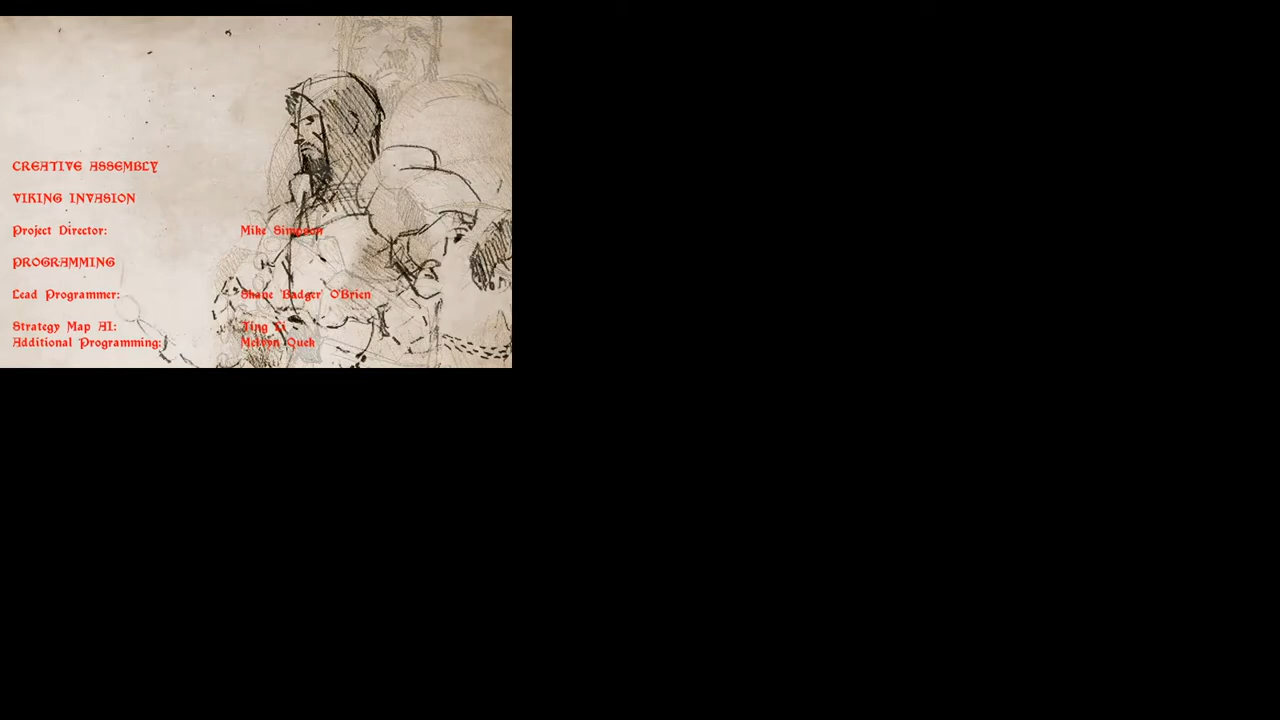 CREATIVE ASSEMBLY
VIKING INVASION
Project Director: Mike Simpson
PROGRAMMING
Lead Programmer: Shane 'Badger' O'Brien
Strategy Map AI: Ting Li
Additional Programming: Melvyn Quek